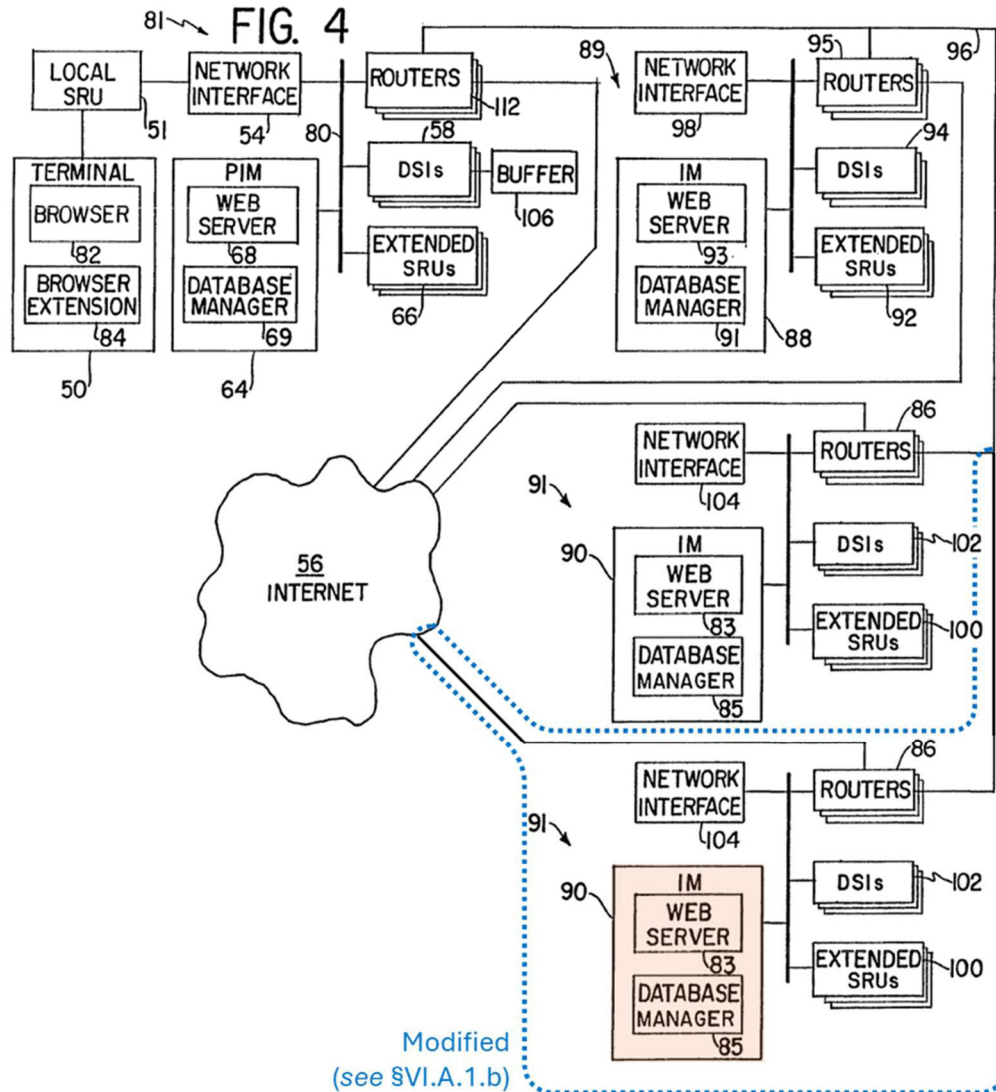 81
FIG. 4
LOCAL
SRU
51
NETWORK
INTERFACE
54
80
ROUTERS
112
58
DSIs
BUFFER
106
EXTENDED
SRUs
66
TERMINAL
BROWSER
82
BROWSER
EXTENSION
84
50
PIM
WEB
SERVER
68
DATABASE
MANAGER
69
64
89
NETWORK
INTERFACE
98
95
ROUTERS
96
94
DSIs
EXTENDED
SRUs
92
IM
WEB
SERVER
93
DATABASE
MANAGER
91
88
56
INTERNET
91
NETWORK
INTERFACE
104
86
ROUTERS
DSIs
102
EXTENDED
SRUs
100
90
IM
WEB
SERVER
83
DATABASE
MANAGER
85
91
NETWORK
INTERFACE
104
86
ROUTERS
DSIs
102
EXTENDED
SRUs
100
90
IM
WEB
SERVER
83
DATABASE
MANAGER
85
Modified
(see §VI.A.1.b)